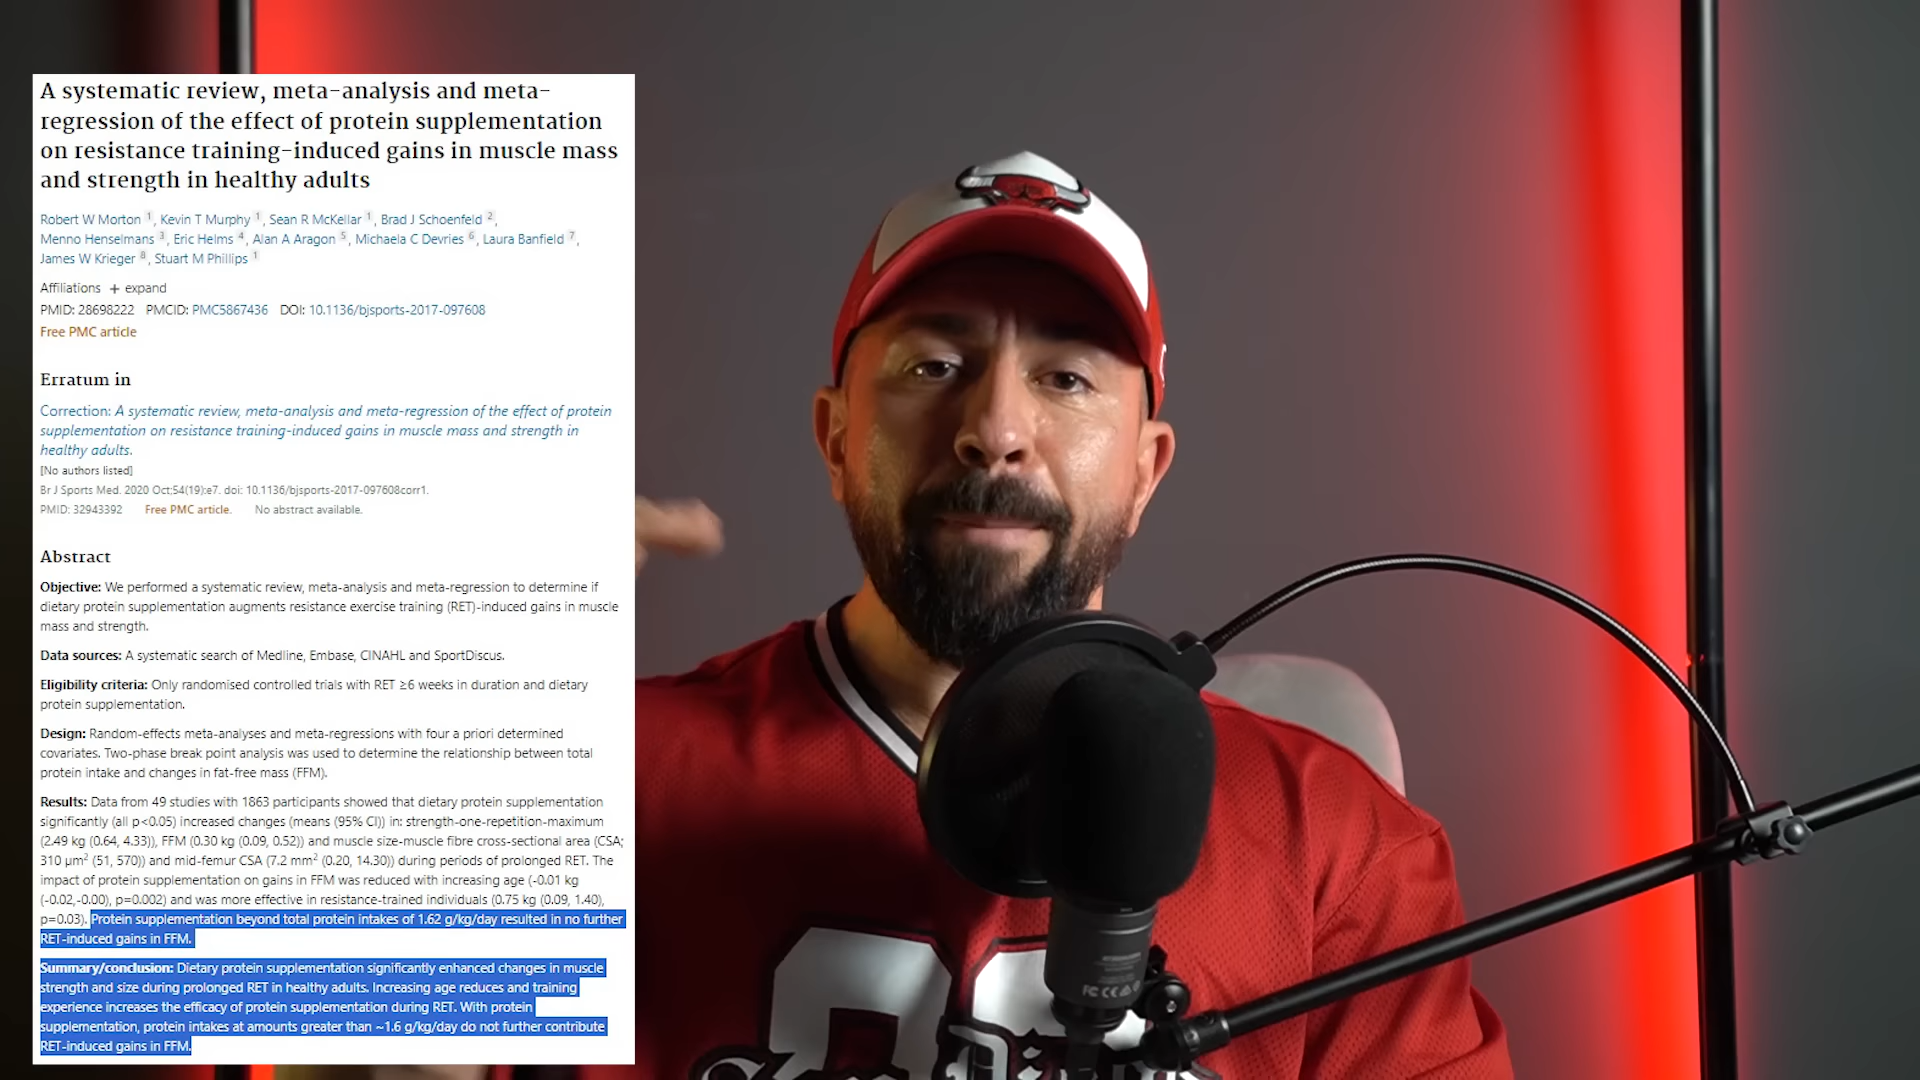 A systematic review, meta-analysis and meta-
regression of the effect of protein supplementation
on resistance training-induced gains in muscle mass
and strength in healthy adults
Robert W Morton 1, Kevin T Murphy 1, Sean R McKellar 1, Brad J Schoenfeld 2,
Menno Henselmans 3, Eric Helms 4, Alan A Aragon 5, Michaela C Devries 6, Laura Banfield 7,
James W Krieger 8, Stuart M Phillips 1
Affiliations + expand
PMID: 28698222 PMCID: PMC5867436 DOI: 10.1136/bjsports-2017-097608
Free PMC article
Erratum in
Correction: A systematic review, meta-analysis and meta-regression of the effect of protein
supplementation on resistance training-induced gains in muscle mass and strength in
healthy adults.
[No authors listed]
Br J Sports Med. 2020 Oct;54(19):e7. doi: 10.1136/bjsports-2017-097608corr1.
PMID: 32943392 Free PMC article. No abstract available.
Abstract
Objective: We performed a systematic review, meta-analysis and meta-regression to determine if
dietary protein supplementation augments resistance exercise training (RET)-induced gains in muscle
mass and strength.
Data sources: A systematic search of Medline, Embase, CINAHL and SportDiscus.
Eligibility criteria: Only randomised controlled trials with RET ≥6 weeks in duration and dietary
protein supplementation.
Design: Random-effects meta-analyses and meta-regressions with four a priori determined
covariates. Two-phase break point analysis was used to determine the relationship between total
protein intake and changes in fat-free mass (FFM).
Results: Data from 49 studies with 1863 participants showed that dietary protein supplementation
significantly (all p<0.05) increased changes (means (95% CI)) in: strength-one-repetition-maximum
(2.49 kg (0.64, 4.33)), FFM (0.30 kg (0.09, 0.52)) and muscle size-muscle fibre cross-sectional area (CSA;
310 µm2 (51, 570)) and mid-femur CSA (7.2 mm2 (0.20, 14.30)) during periods of prolonged RET. The
impact of protein supplementation on gains in FFM was reduced with increasing age (-0.01 kg
(-0.02,-0.00), p=0.002) and was more effective in resistance-trained individuals (0.75 kg (0.09, 1.40),
p=0.03). Protein supplementation beyond total protein intakes of 1.62 g/kg/day resulted in no further
RET-induced gains in FFM.
Summary/conclusion: Dietary protein supplementation significantly enhanced changes in muscle
strength and size during prolonged RET in healthy adults. Increasing age reduces and training
experience increases the efficacy of protein supplementation during RET. With protein
supplementation, protein intakes at amounts greater than ~1.6 g/kg/day do not further contribute
RET-induced gains in FFM.